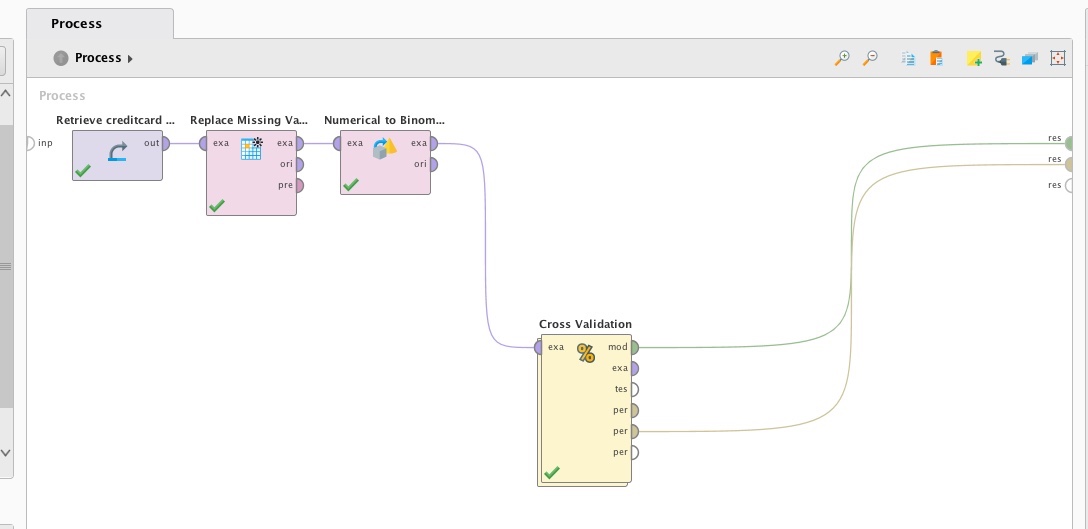 Process
Process
Process
Retrieve creditcard ...
Replace Missing Va...
Numerical to Binom...
inp
out
exa
exa
ori
pre
exa
exa
ori
res
res
res
Cross Validation
exa
%
mod
exa
tes
per
per
per